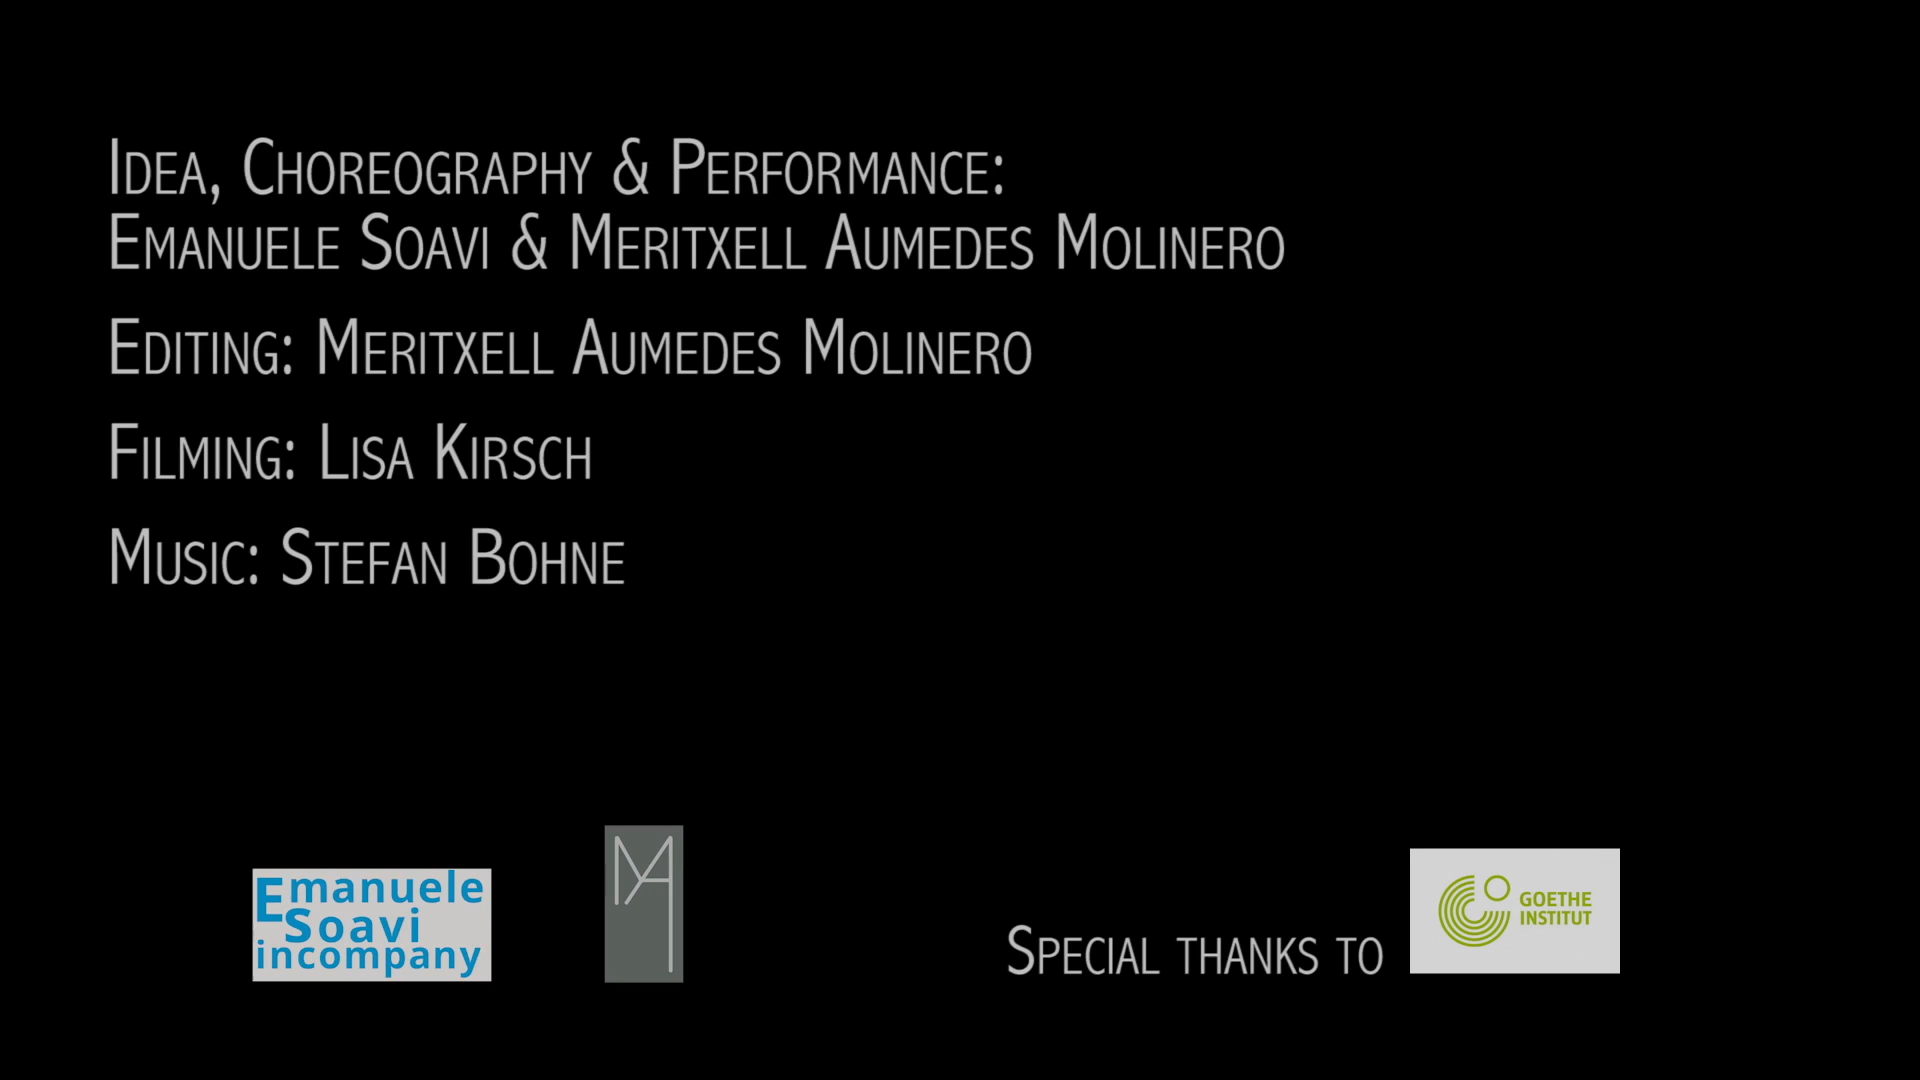 Idea, Choreography & Performance:
Emanuele Soavi & Meritxell Aumedes Molinero
Editing: Meritxell Aumedes Molinero
Filming: Lisa Kirsch
Music: Stefan Bohne
Emanuele
Soavi
incompany
MA
Special thanks to
GOETHE
INSTITUT